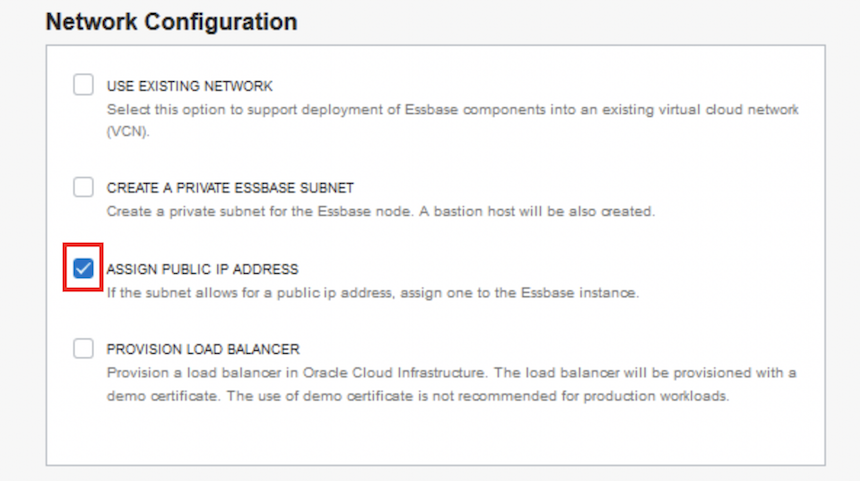 Network Configuration
USE EXISTING NETWORK
Select this option to support deployment of Essbase components into an existing virtual cloud network
(VCN).
CREATE A PRIVATE ESSBASE SUBNET
Create a private subnet for the Essbase node. A bastion host will be also created.
ASSIGN PUBLIC IP ADDRESS
If the subnet allows for a public ip address, assign one to the Essbase instance.
PROVISION LOAD BALANCER
Provision a load balancer in Oracle Cloud Infrastructure. The load balancer will be provisioned with a
demo certificate. The use of demo certificate is not recommended for production workloads.